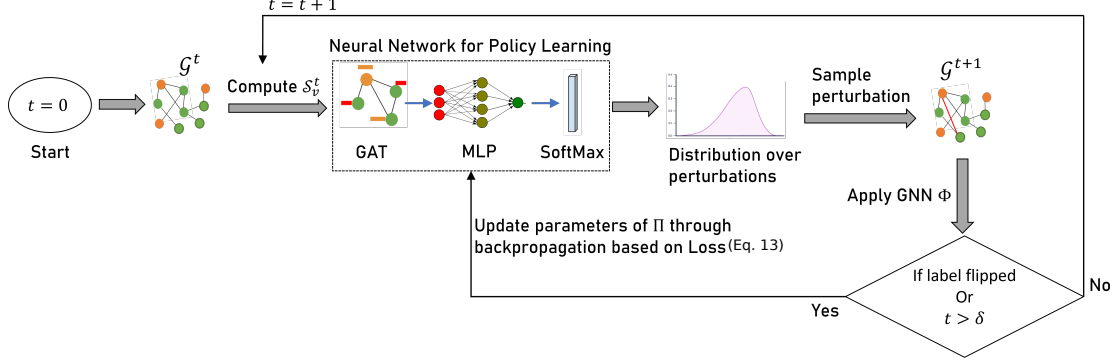 t = t + 1
Neural Network for Policy Learning
𝒢^t
Compute 𝒮_v^t
t = 0
Start
GAT
MLP
SoftMax
Distribution over
perturbations
Sample
perturbation
𝒢^{t+1}
Apply GNN Φ
Update parameters of Π through
backpropagation based on Loss(Eq. 13)
If label flipped
Or
t > δ
Yes
No